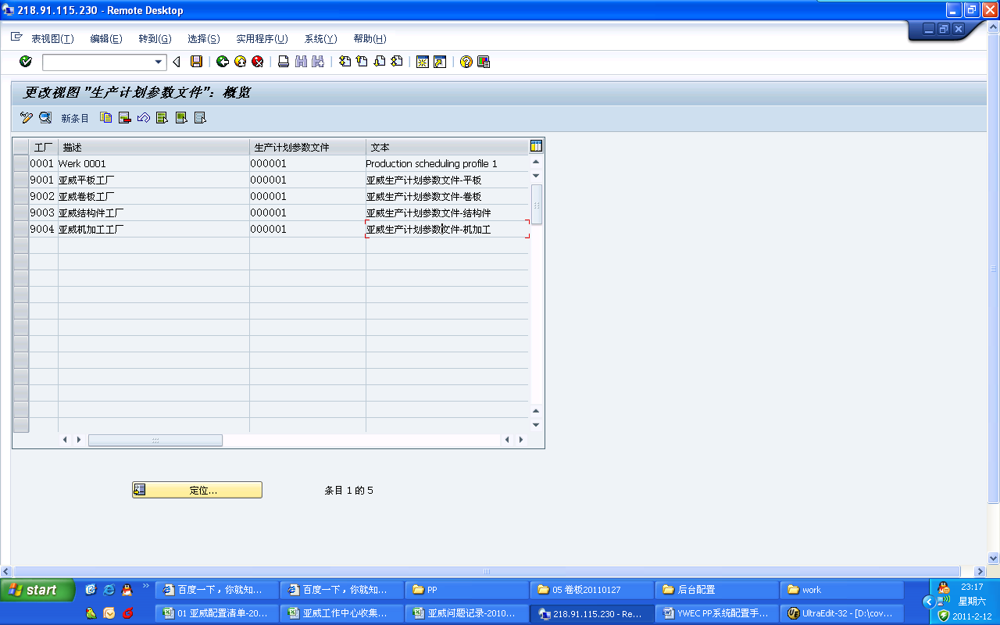 218.91.115.230 - Remote Desktop
表视图(T) 编辑(E) 转到(G) 选择(S) 实用程序(U) 系统(Y) 帮助(H)
更改视图 "生产计划参数文件": 概览
新条目
工厂 描述 生产计划参数文件 文本
0001 Werk 0001 000001 Production scheduling profile 1
9001 亚威平板工厂 000001 亚威生产计划参数文件-平板
9002 亚威卷板工厂 000001 亚威生产计划参数文件-卷板
9003 亚威结构件工厂 000001 亚威生产计划参数文件-结构件
9004 亚威机加工工厂 000001 亚威生产计划参数文件-机加工
定位... 条目 1 的 5
start 百度一下，你就知... 百度一下，你就知... PP 05 卷板20110127 后台配置 work 23:17
星期六
01 亚威配置清单-20... 亚威工作中心收集... 亚威问题记录-2010... 218.91.115.230 - Re... YWEC PP系统配置手... UltraEdit-32 - [D:\cov... 2011-2-12